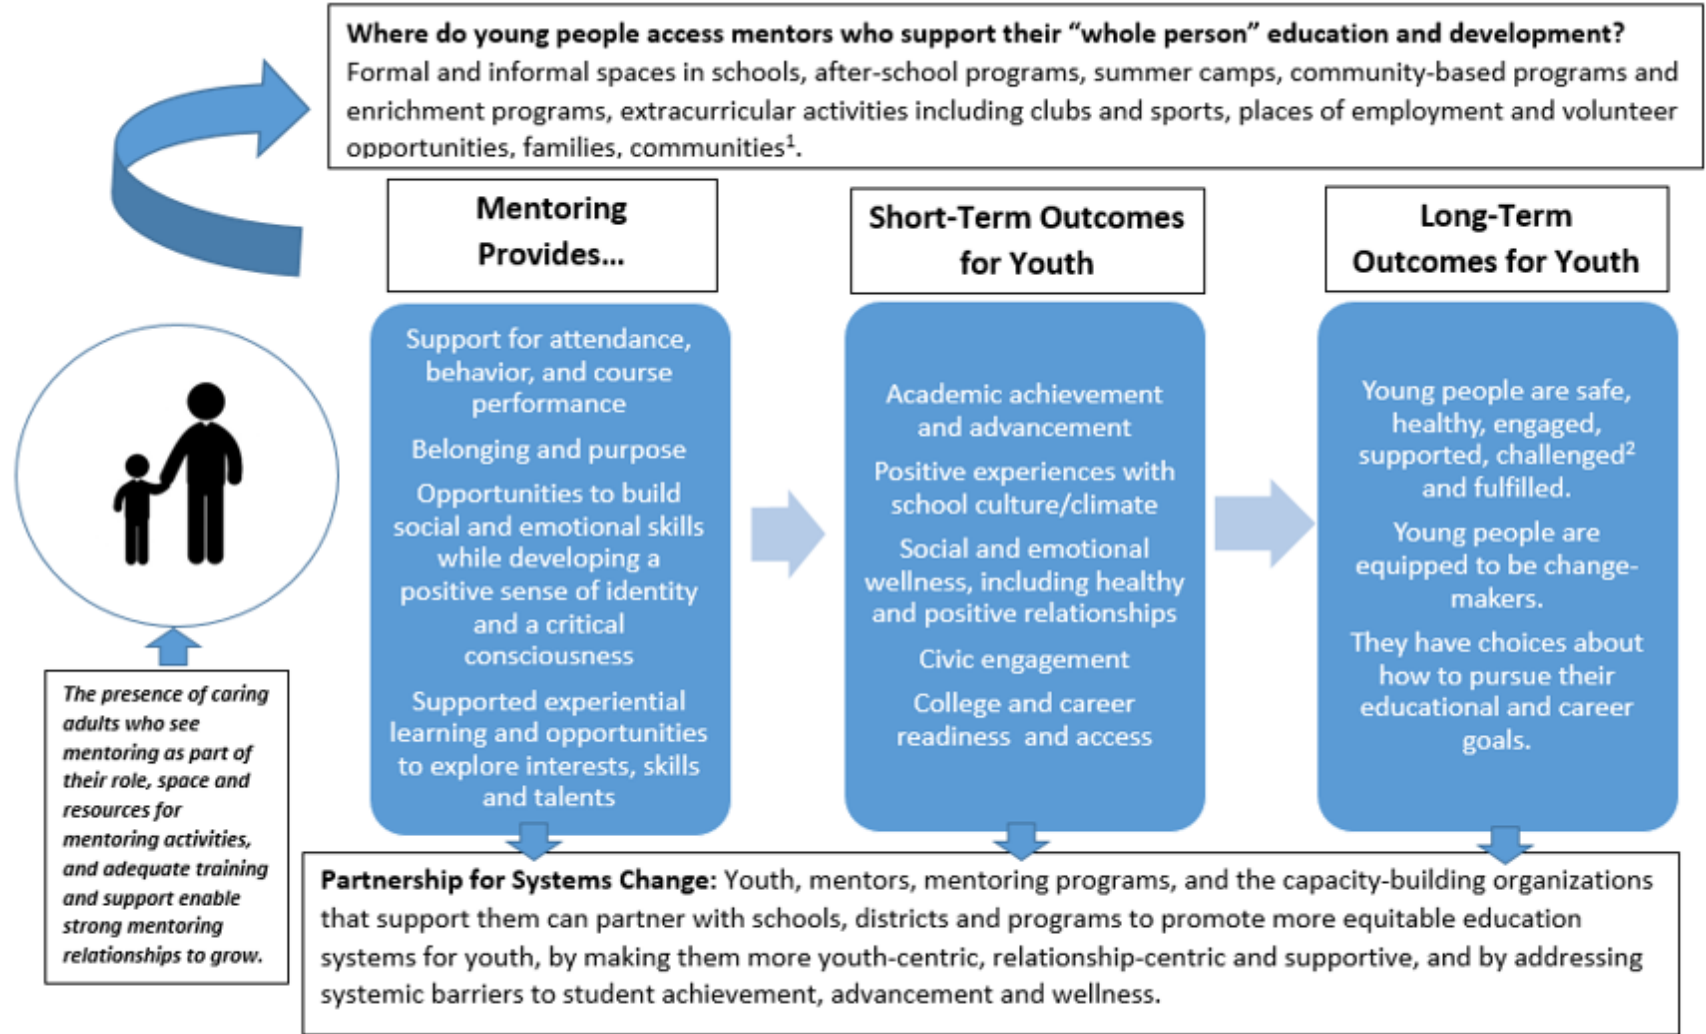 Where do young people access mentors who support their “whole person” education and development?
Formal and informal spaces in schools, after-school programs, summer camps, community-based programs and
enrichment programs, extracurricular activities including clubs and sports, places of employment and volunteer
opportunities, families, communities¹.
Mentoring
Provides...
Short-Term Outcomes
for Youth
Long-Term
Outcomes for Youth
The presence of caring
adults who see
mentoring as part of
their role, space and
resources for
mentoring activities,
and adequate training
and support enable
strong mentoring
relationships to grow.
Support for attendance,
behavior, and course
performance
Belonging and purpose
Opportunities to build
social and emotional skills
while developing a
positive sense of identity
and a critical
consciousness
Supported experiential
learning and opportunities
to explore interests, skills
and talents
Academic achievement
and advancement
Positive experiences with
school culture/climate
Social and emotional
wellness, including healthy
and positive relationships
Civic engagement
College and career
readiness and access
Young people are safe,
healthy, engaged,
supported, challenged²
and fulfilled.
Young people are
equipped to be change-
makers.
They have choices about
how to pursue their
educational and career
goals.
Partnership for Systems Change: Youth, mentors, mentoring programs, and the capacity-building organizations
that support them can partner with schools, districts and programs to promote more equitable education
systems for youth, by making them more youth-centric, relationship-centric and supportive, and by addressing
systemic barriers to student achievement, advancement and wellness.